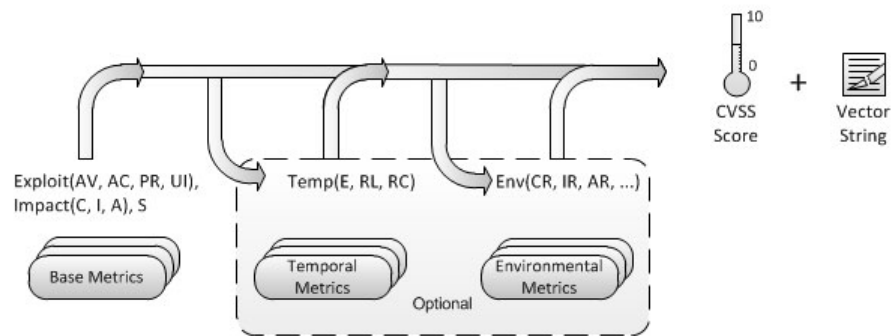 10
0
CVSS
Score
+
Vector
String
Exploit(AV, AC, PR, UI),
Impact(C, I, A), S
Temp(E, RL, RC)
Env(CR, IR, AR, ...)
Base Metrics
Temporal
Metrics
Environmental
Metrics
Optional